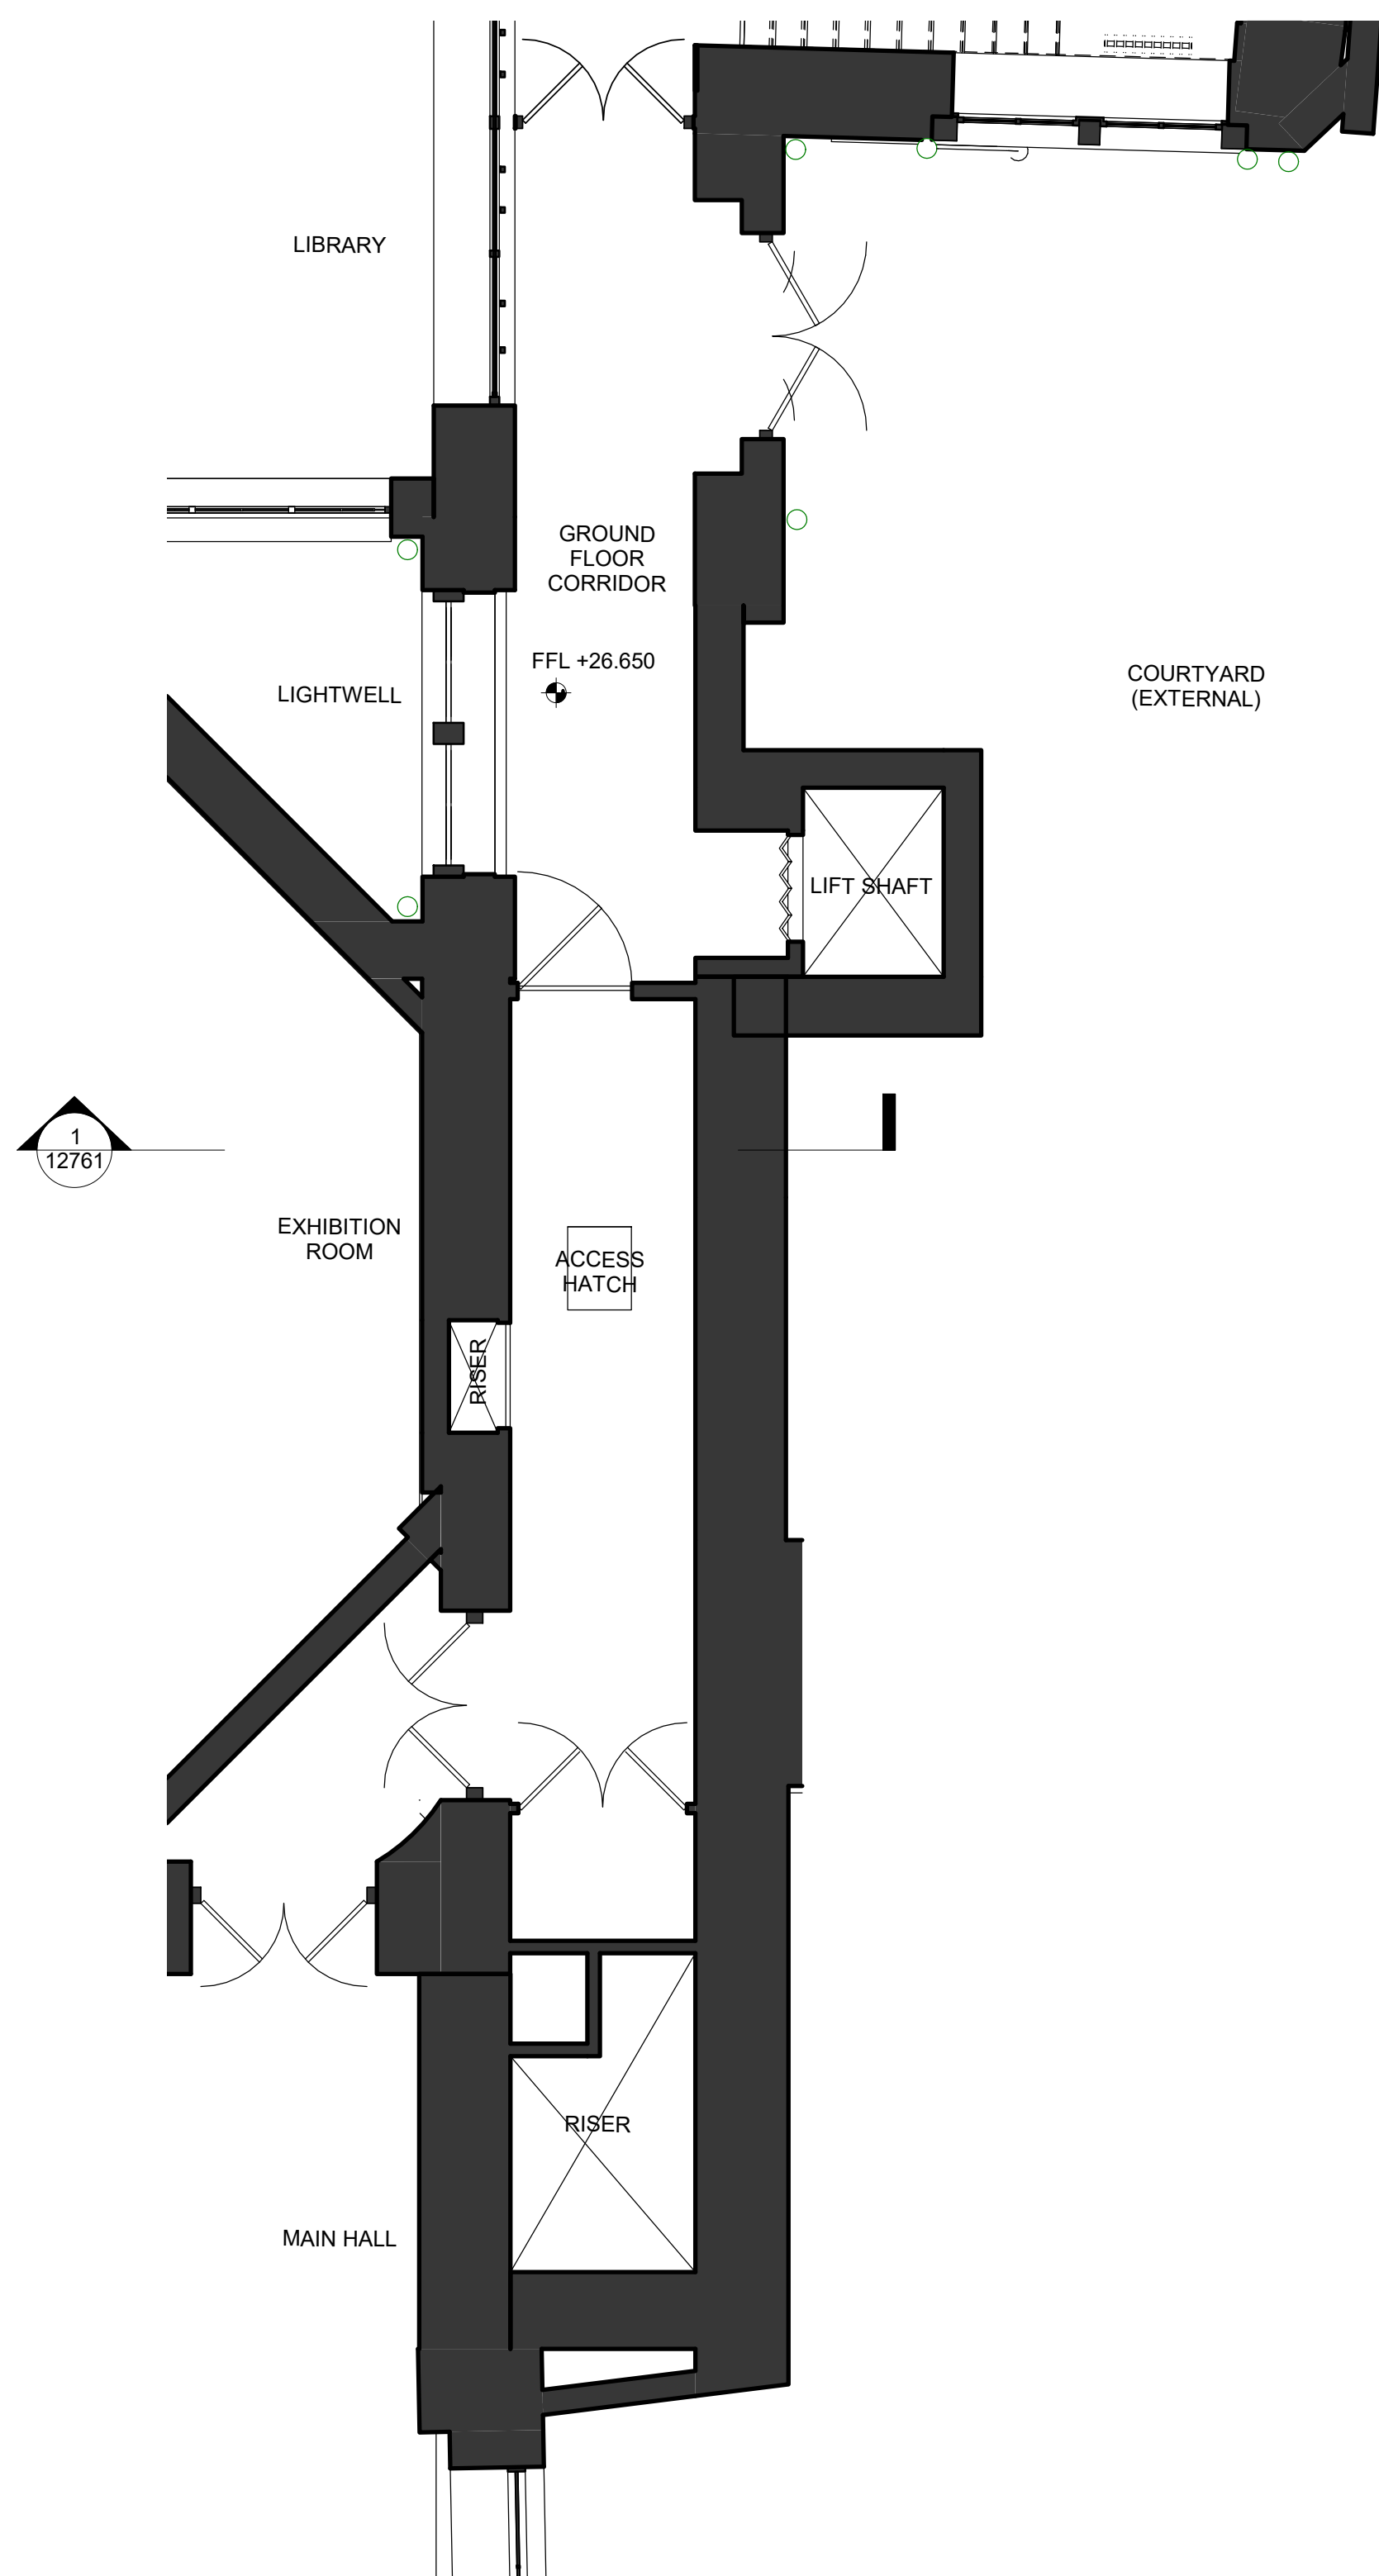 LIBRARY
GROUND
FLOOR
CORRIDOR
FFL +26.650
LIGHTWELL
COURTYARD
(EXTERNAL)
LIFT SHAFT
1
12761
EXHIBITION
ROOM
ACCESS
HATCH
RISER
RISER
MAIN HALL